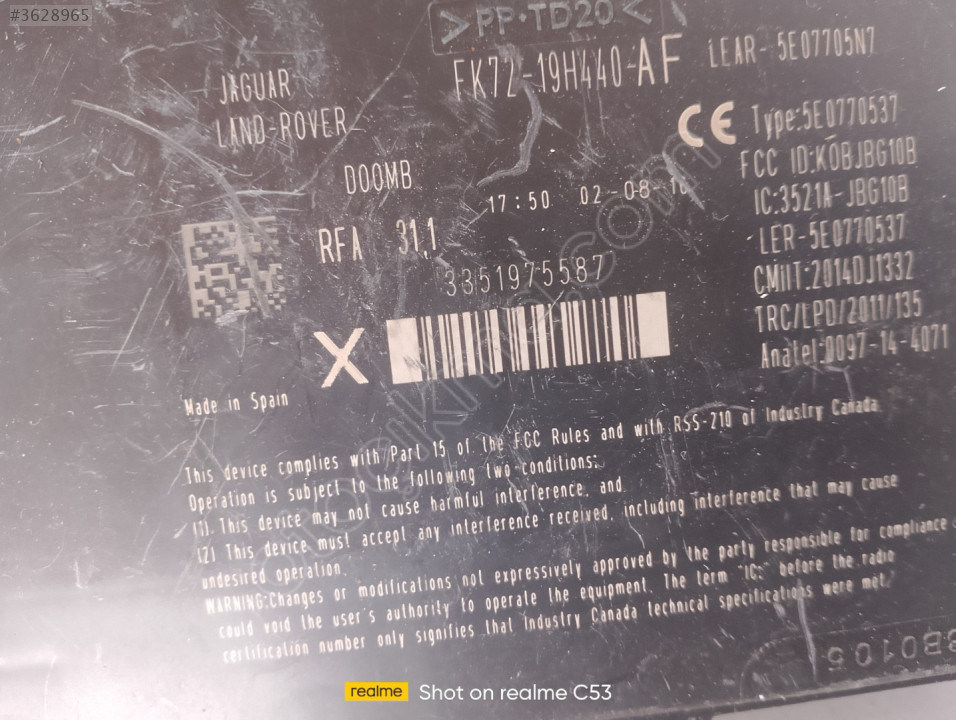 #3628965
>PP-TD20<
JAGUAR
LAND-ROVER
FK72-19H440-AF
LEAR- 5E07705N7
CE
Type:5E0770537
FCC ID:KOBJBG10B
IC:3521A-JBG10B
LER-5E0770537
CMIIT:2014DJ1332
TRC/LPD/2011/135
Anatel:0097-14-4071
D00MB
17:50 02-08-16
RFA 31.1
3351975587
X
Made in Spain
This device complies with Part 15 of the FCC Rules and with RSS-210 of Industry Canada
Operation is subject to the following two conditions:
(1). This device may not cause harmful interference, and
(2) This device must accept any interference received, including interference that may cause
undesired operation.
WARNING:Changes or modifications not expressively approved by the party responsible for compliance
could void the user's authority to operate the equipment. The term "IC:" before the radio
certification number only signifies that Industry Canada technical specifications were met.
realme Shot on realme C53